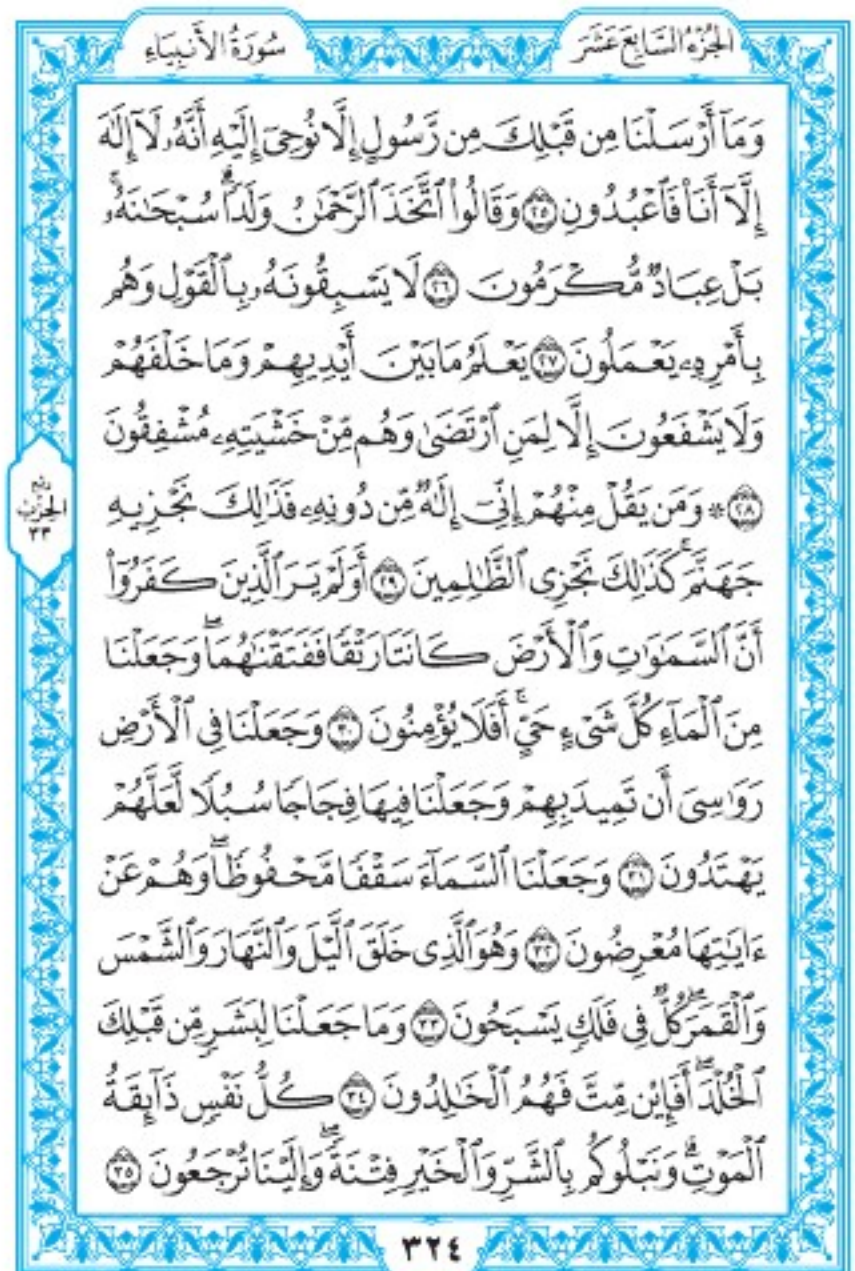 الجُزْءُ السَّابِعَ عَشَرَ
سُورَةُ الأَنبِيَاءِ
وَمَآ أَرْسَلْنَا مِن قَبْلِكَ مِن رَّسُولٍ إِلَّا نُوحِىٓ إِلَيْهِ أَنَّهُۥ لَآ إِلَٰهَ
إِلَّآ أَنَا۠ فَٱعْبُدُونِ ٢٥ وَقَالُوا۟ ٱتَّخَذَ ٱلرَّحْمَٰنُ وَلَدًا ۗ سُبْحَٰنَهُۥ ۚ
بَلْ عِبَادٌ مُّكْرَمُونَ ٢٦ لَا يَسْبِقُونَهُۥ بِٱلْقَوْلِ وَهُم
بِأَمْرِهِۦ يَعْمَلُونَ ٢٧ يَعْلَمُ مَا بَيْنَ أَيْدِيهِمْ وَمَا خَلْفَهُمْ
وَلَا يَشْفَعُونَ إِلَّا لِمَنِ ٱرْتَضَىٰ وَهُم مِّنْ خَشْيَتِهِۦ مُشْفِقُونَ
٢٨ ۞ وَمَن يَقُلْ مِنْهُمْ إِنِّىٓ إِلَٰهٌ مِّن دُونِهِۦ فَذَٰلِكَ نَجْزِيهِ
جَهَنَّمَ ۚ كَذَٰلِكَ نَجْزِى ٱلظَّٰلِمِينَ ٢٩ أَوَلَمْ يَرَ ٱلَّذِينَ كَفَرُوٓا۟
أَنَّ ٱلسَّمَٰوَٰتِ وَٱلْأَرْضَ كَانَتَا رَتْقًا فَفَتَقْنَٰهُمَا ۖ وَجَعَلْنَا
مِنَ ٱلْمَآءِ كُلَّ شَىْءٍ حَىٍّ ۖ أَفَلَا يُؤْمِنُونَ ٣٠ وَجَعَلْنَا فِى ٱلْأَرْضِ
رَوَٰسِىَ أَن تَمِيدَ بِهِمْ وَجَعَلْنَا فِيهَا فِجَاجًا سُبُلًا لَّعَلَّهُمْ
يَهْتَدُونَ ٣١ وَجَعَلْنَا ٱلسَّمَآءَ سَقْفًا مَّحْفُوظًا ۖ وَهُمْ عَنْ
ءَايَٰتِهَا مُعْرِضُونَ ٣٢ وَهُوَ ٱلَّذِى خَلَقَ ٱلَّيْلَ وَٱلنَّهَارَ وَٱلشَّمْسَ
وَٱلْقَمَرَ ۖ كُلٌّ فِى فَلَكٍ يَسْبَحُونَ ٣٣ وَمَا جَعَلْنَا لِبَشَرٍ مِّن قَبْلِكَ
ٱلْخُلْدَ ۖ أَفَإِي۟ن مِّتَّ فَهُمُ ٱلْخَٰلِدُونَ ٣٤ كُلُّ نَفْسٍ ذَآئِقَةُ
ٱلْمَوْتِ ۗ وَنَبْلُوكُم بِٱلشَّرِّ وَٱلْخَيْرِ فِتْنَةً ۖ وَإِلَيْنَا تُرْجَعُونَ ٣٥
ربع
الحزب
٣٣
٣٢٤